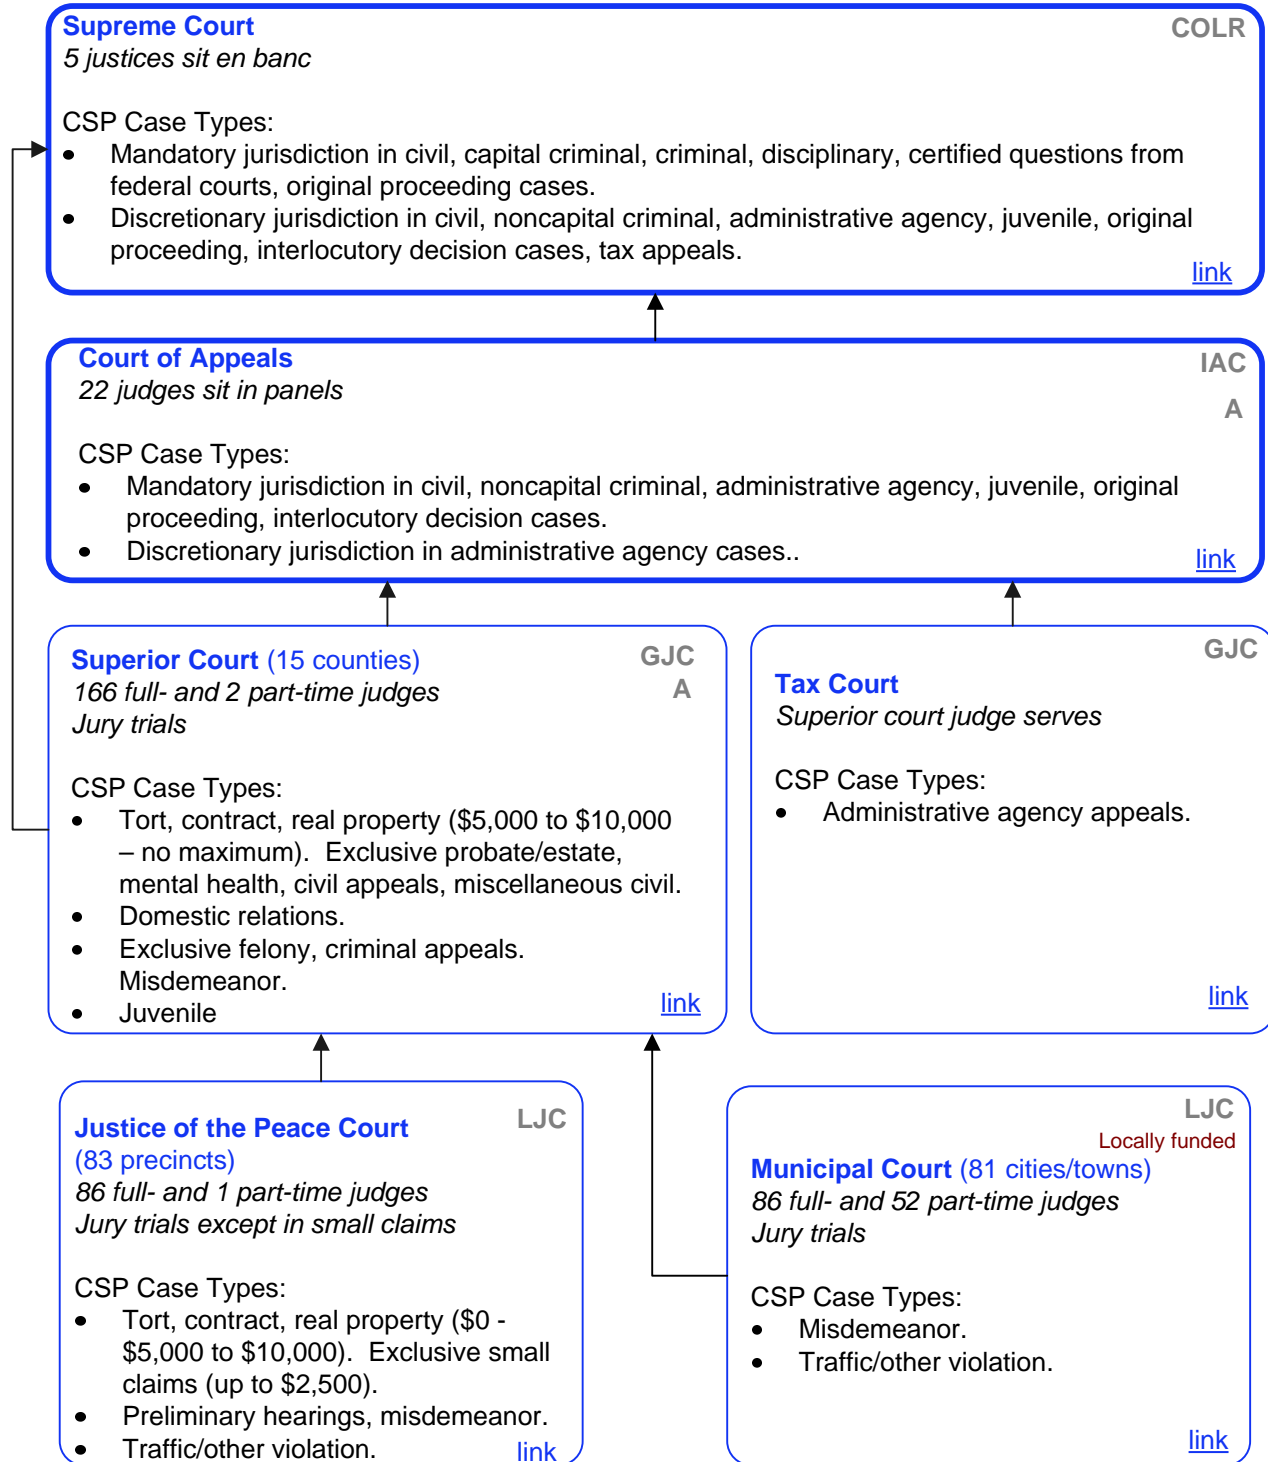 Supreme Court
COLR
5 justices sit en banc
CSP Case Types:
• Mandatory jurisdiction in civil, capital criminal, criminal, disciplinary, certified questions from
federal courts, original proceeding cases.
• Discretionary jurisdiction in civil, noncapital criminal, administrative agency, juvenile, original
proceeding, interlocutory decision cases, tax appeals.
link
Court of Appeals
IAC
22 judges sit in panels
A
CSP Case Types:
• Mandatory jurisdiction in civil, noncapital criminal, administrative agency, juvenile, original
proceeding, interlocutory decision cases.
• Discretionary jurisdiction in administrative agency cases..
link
Superior Court (15 counties)
GJC
166 full- and 2 part-time judges
A
Jury trials
CSP Case Types:
• Tort, contract, real property ($5,000 to $10,000
– no maximum).  Exclusive probate/estate,
mental health, civil appeals, miscellaneous civil.
• Domestic relations.
• Exclusive felony, criminal appeals.
Misdemeanor.
• Juvenile
link
GJC
Tax Court
Superior court judge serves
CSP Case Types:
• Administrative agency appeals.
link
LJC
Justice of the Peace Court
(83 precincts)
86 full- and 1 part-time judges
Jury trials except in small claims
CSP Case Types:
• Tort, contract, real property ($0 -
$5,000 to $10,000).  Exclusive small
claims (up to $2,500).
• Preliminary hearings, misdemeanor.
• Traffic/other violation.
link
LJC
Locally funded
Municipal Court (81 cities/towns)
86 full- and 52 part-time judges
Jury trials
CSP Case Types:
• Misdemeanor.
• Traffic/other violation.
link